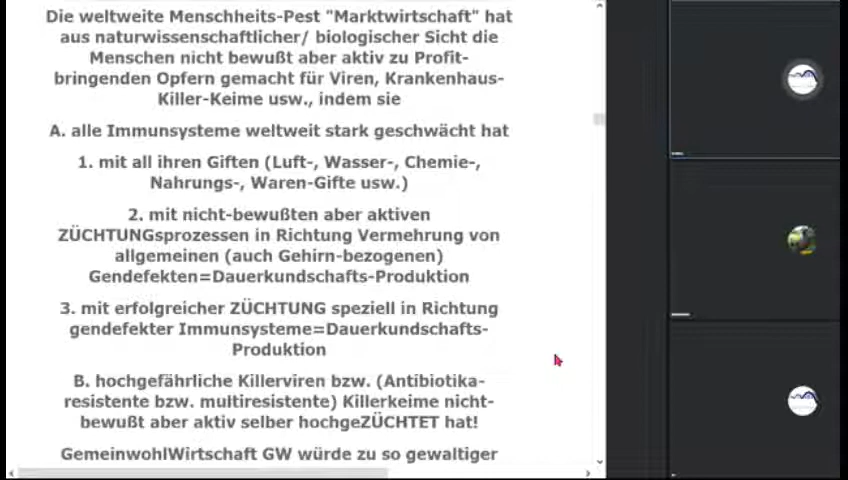 Die weltweite Menschheits-Pest "Marktwirtschaft" hat
aus naturwissenschaftlicher/ biologischer Sicht die
Menschen nicht bewußt aber aktiv zu Profit-
bringenden Opfern gemacht für Viren, Krankenhaus-
Killer-Keime usw., indem sie
A. alle Immunsysteme weltweit stark geschwächt hat
1. mit all ihren Giften (Luft-, Wasser-, Chemie-,
Nahrungs-, Waren-Gifte usw.)
2. mit nicht-bewußten aber aktiven
ZÜCHTUNGsprozessen in Richtung Vermehrung von
allgemeinen (auch Gehirn-bezogenen)
Gendefekten=Dauerkundschafts-Produktion
3. mit erfolgreicher ZÜCHTUNG speziell in Richtung
gendefekter Immunsysteme=Dauerkundschafts-
Produktion
B. hochgefährliche Killerviren bzw. (Antibiotika-
resistente bzw. multiresistente) Killerkeime nicht-
bewußt aber aktiv selber hochgeZÜCHTET hat!
GemeinwohlWirtschaft GW würde zu so gewaltiger